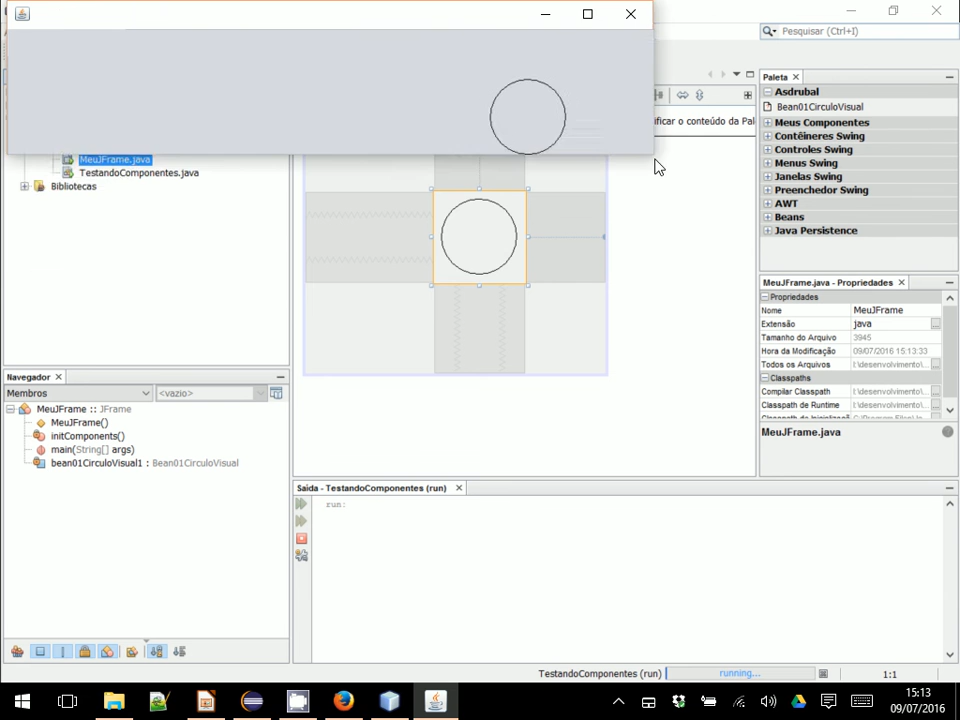 Pesquisar (Ctrl+I)
Paleta
Asdrubal
Bean01CirculoVisual
Meus Componentes
Contêineres Swing
Controles Swing
Menus Swing
Janelas Swing
Preenchedor Swing
AWT
Beans
Java Persistence
ificar o conteúdo da Pal
MeuJFrame.java
TestandoComponentes.java
Bibliotecas
MeuJFrame.java - Propriedades
Propriedades
Nome MeuJFrame
Extensão java
Tamanho do Arquivo 3945
Hora da Modificação 09/07/2016 15:13:33
Todos os Arquivos t:\desenvolvimento\...
Classpaths
Compilar Classpath t:\desenvolvimento\...
Classpath de Runtime t:\desenvolvimento\...
MeuJFrame.java
Navegador
Membros <vazio>
MeuJFrame :: JFrame
MeuJFrame()
initComponents()
main(String[] args)
bean01CirculoVisual1 : Bean01CirculoVisual
Saída - TestandoComponentes (run)
run:
TestandoComponentes (run) running... 1:1
15:13
09/07/2016